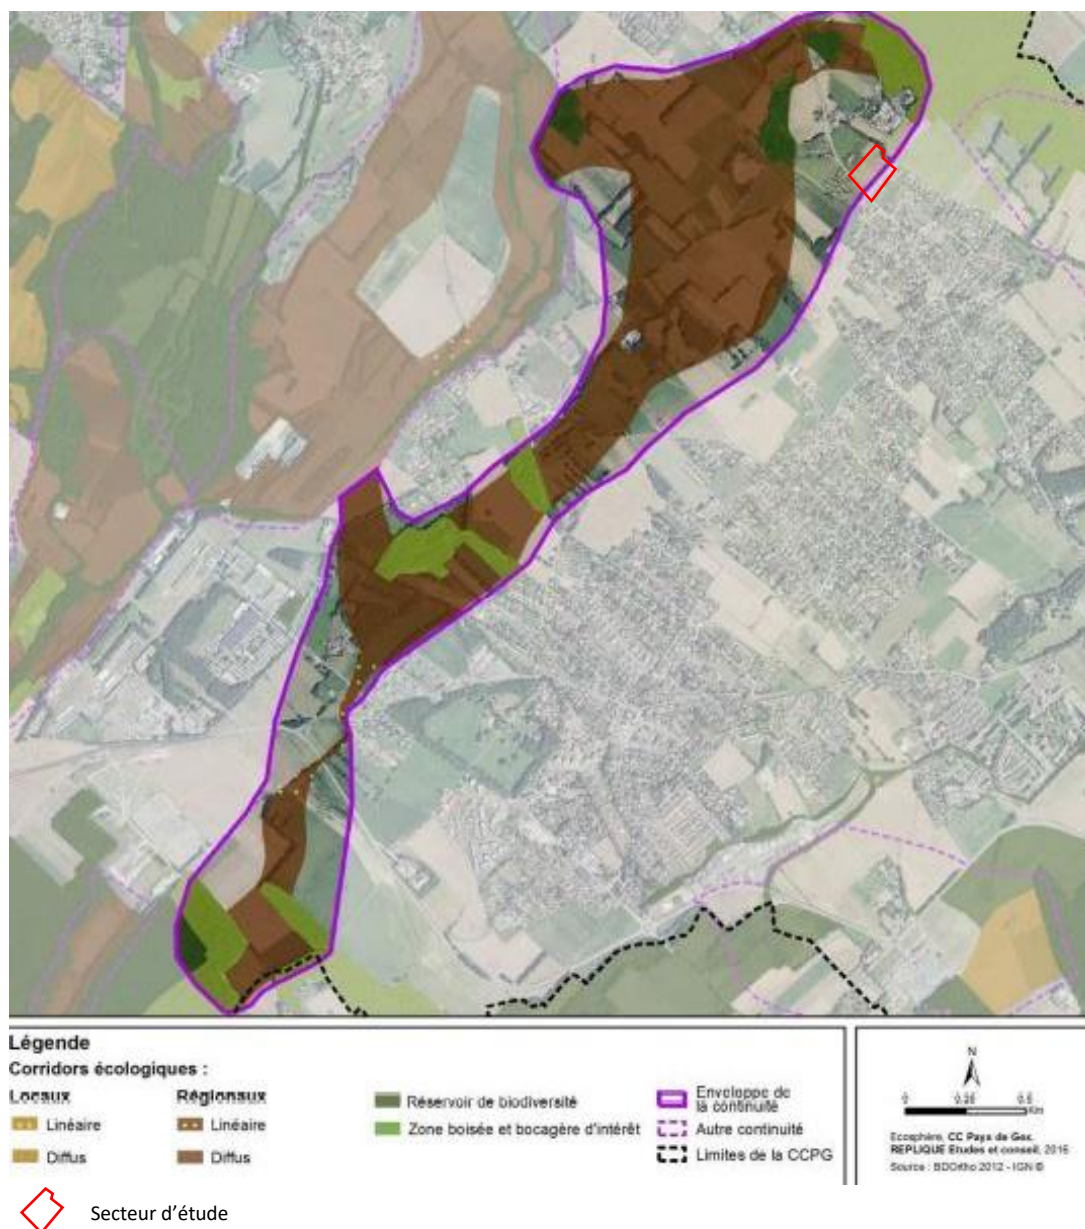 Légende
Corridors écologiques :
Locaux
Linéaire
Diffus
Régionaux
Linéaire
Diffus
Réservoir de biodiversité
Zone boisée et bocagère d'intérêt
Enveloppe de
la continuité
Autre continuité
Limites de la CCPG
N
0 0.25 0.5
Km
Ecosphère, CC Pays de Gex,
REPLIQUE Etudes et conseil, 2016
Source : BDOrtho 2012 - IGN ©
Secteur d'étude